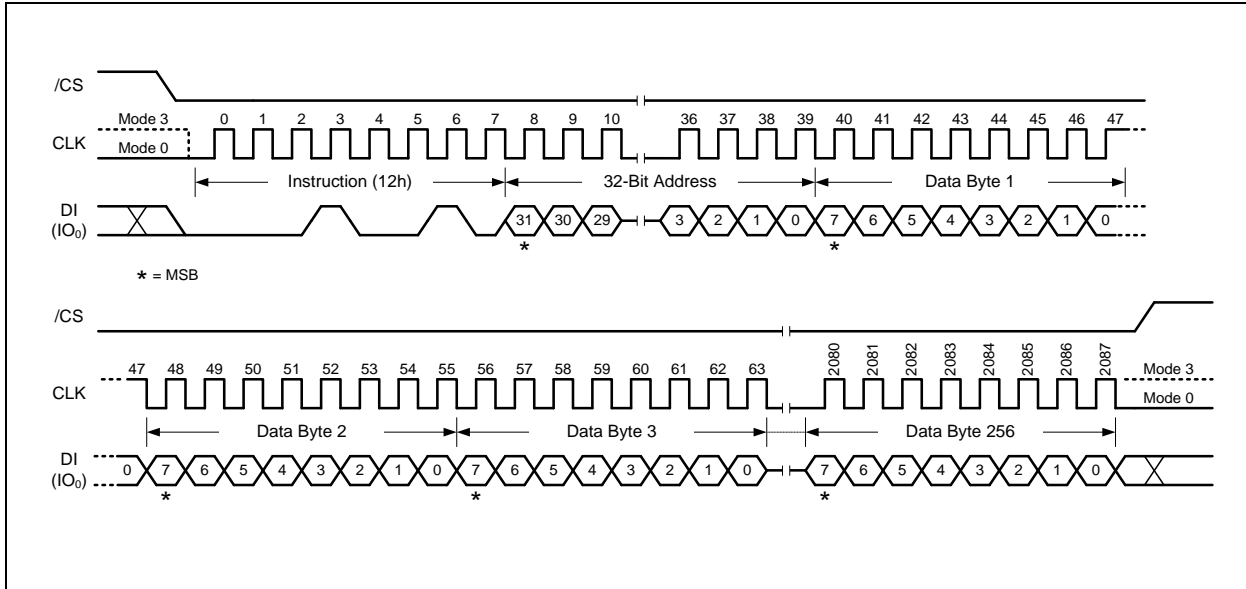 /CS
Mode 3 0 1 2 3 4 5 6 7 8 9 10 36 37 38 39 40 41 42 43 44 45 46 47
CLK
Mode 0
Instruction (12h) 32-Bit Address Data Byte 1
DI
(IO₀)
31 30 29 3 2 1 0 7 6 5 4 3 2 1 0
* *
* = MSB
/CS
47 48 49 50 51 52 53 54 55 56 57 58 59 60 61 62 63 2080 2081 2082 2083 2084 2085 2086 2087 Mode 3
CLK
Mode 0
Data Byte 2 Data Byte 3 Data Byte 256
DI
(IO₀)
0 7 6 5 4 3 2 1 0 7 6 5 4 3 2 1 0 7 6 5 4 3 2 1 0
* * *